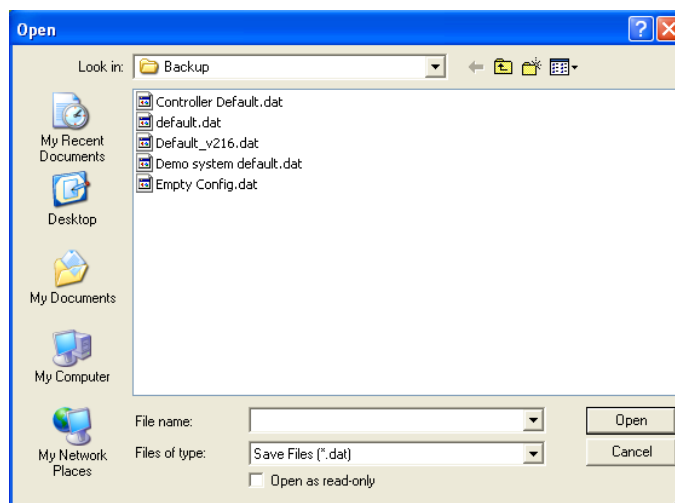 Open
Look in: Backup
Controller Default.dat
default.dat
Default_v216.dat
Demo system default.dat
Empty Config.dat
My Recent
Documents
Desktop
My Documents
My Computer
My Network
Places
File name:
Open
Files of type: Save Files (*.dat)
Cancel
Open as read-only